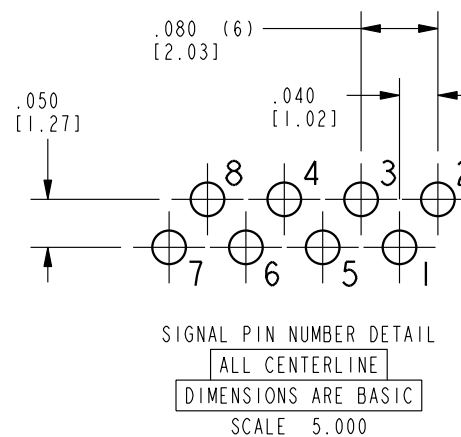 .080 (6)
[2.03]
.050
[1.27]
.040
[1.02]
8 4 3 2
7 6 5 1
SIGNAL PIN NUMBER DETAIL
ALL CENTERLINE
DIMENSIONS ARE BASIC
SCALE 5.000